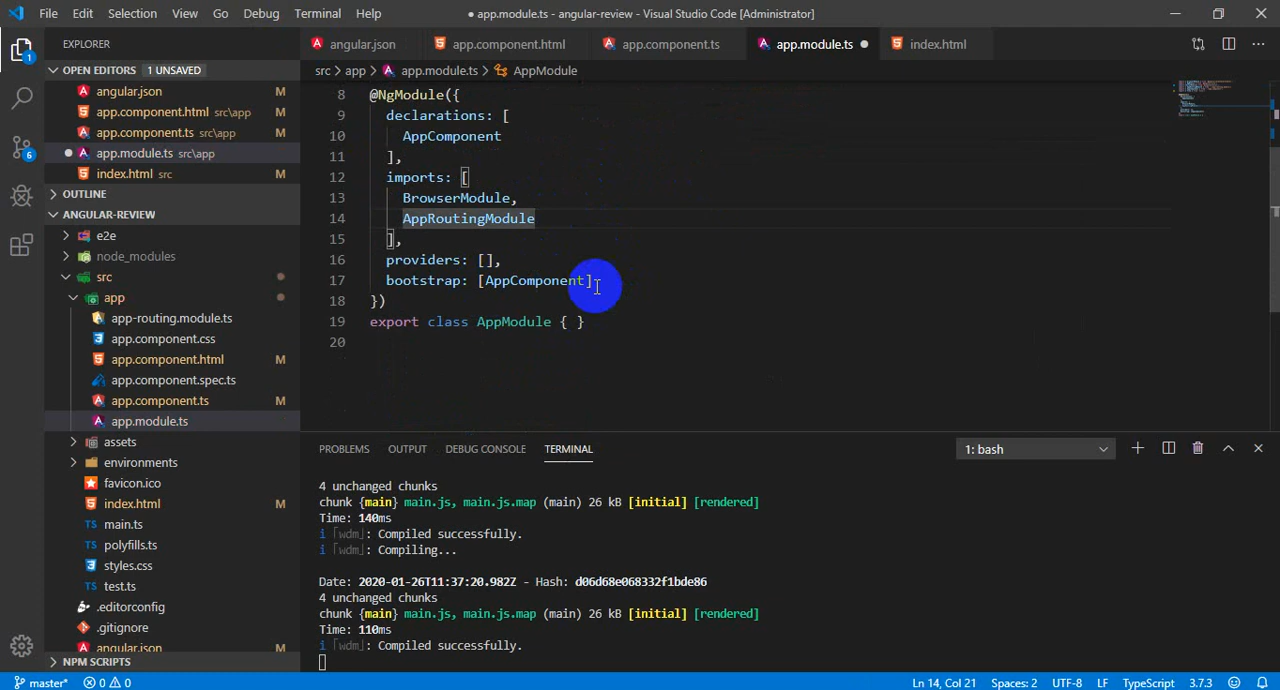 File Edit Selection View Go Debug Terminal Help ● app.module.ts - angular-review - Visual Studio Code [Administrator]
EXPLORER
OPEN EDITORS 1 UNSAVED
angular.json M
app.component.html src\app M
app.component.ts src\app M
● app.module.ts src\app
index.html src M
OUTLINE
ANGULAR-REVIEW
e2e
node_modules
src
app
app-routing.module.ts
app.component.css
app.component.html M
app.component.spec.ts
app.component.ts M
app.module.ts
assets
environments
favicon.ico
index.html M
main.ts
polyfills.ts
styles.css
test.ts
.editorconfig
.gitignore
angular.json M
NPM SCRIPTS
1
6
angular.json app.component.html app.component.ts app.module.ts ● index.html
src > app > app.module.ts > AppModule
8 @NgModule({
9 declarations: [
10 AppComponent
11 ],
12 imports: [
13 BrowserModule,
14 AppRoutingModule
15 ],
16 providers: [],
17 bootstrap: [AppComponent]
18 })
19 export class AppModule { }
20
PROBLEMS OUTPUT DEBUG CONSOLE TERMINAL 1: bash
4 unchanged chunks
chunk {main} main.js, main.js.map (main) 26 kB [initial] [rendered]
Time: 140ms
i ｢wdm｣: Compiled successfully.
i ｢wdm｣: Compiling...
Date: 2020-01-26T11:37:20.982Z - Hash: d06d68e068332f1bde86
4 unchanged chunks
chunk {main} main.js, main.js.map (main) 26 kB [initial] [rendered]
Time: 110ms
i ｢wdm｣: Compiled successfully.
master* 0 0 Ln 14, Col 21 Spaces: 2 UTF-8 LF TypeScript 3.7.3